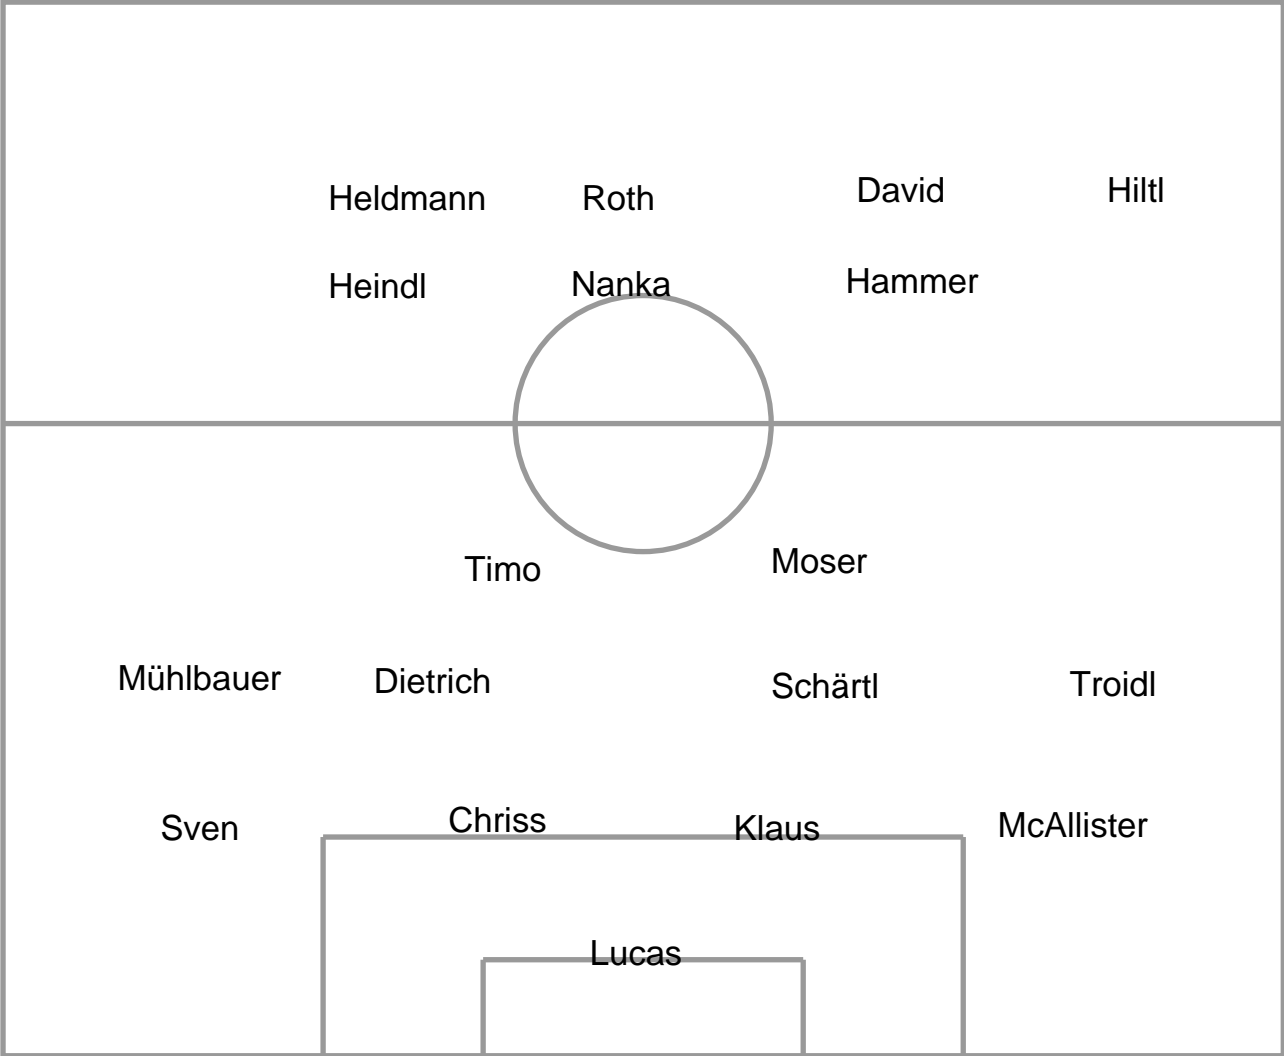 Heldmann Roth David Hiltl
Heindl Nanka Hammer
Timo Moser
Mühlbauer Dietrich Schärtl Troidl
Sven Chriss Klaus McAllister
Lucas